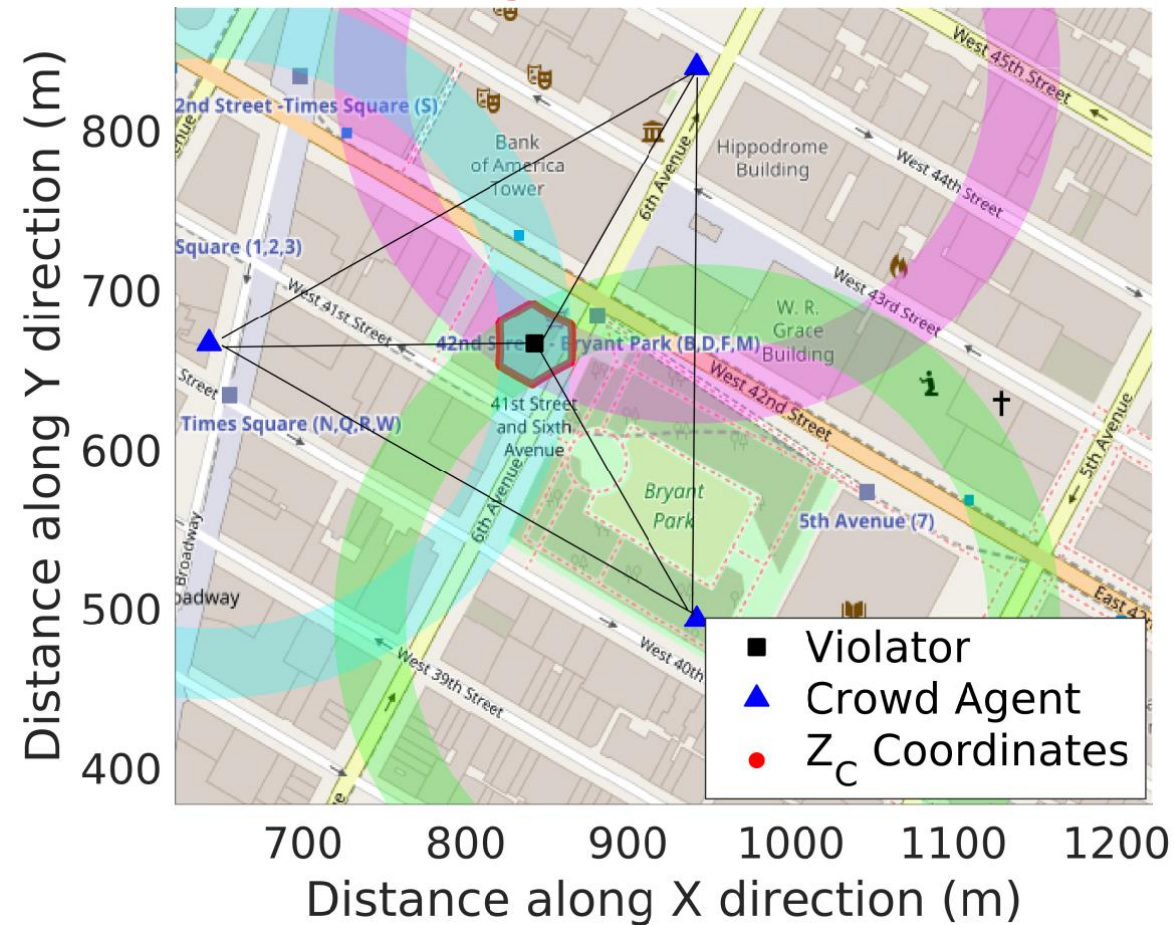 Distance along Y direction (m)
800
700
600
500
400
West 45th Street
2nd Street -Times Square (S)
Bank
of America
Tower
Hippodrome
Building
West 44th Street
6th Avenue
Square (1,2,3)
West 41st Street
West 43rd Street
W. R.
Grace
Building
42nd Street - Bryant Park (B,D,F,M)
West 42nd Street
Street
Times Square (N,Q,R,W)
41st Street
and Sixth
Avenue
6th Avenue
5th Avenue
Bryant
Park
5th Avenue (7)
Broadway
oadway
East 42n
West 40th
West 39th Street
Violator
Crowd Agent
ZC Coordinates
700
800
900
1000
1100
1200
Distance along X direction (m)